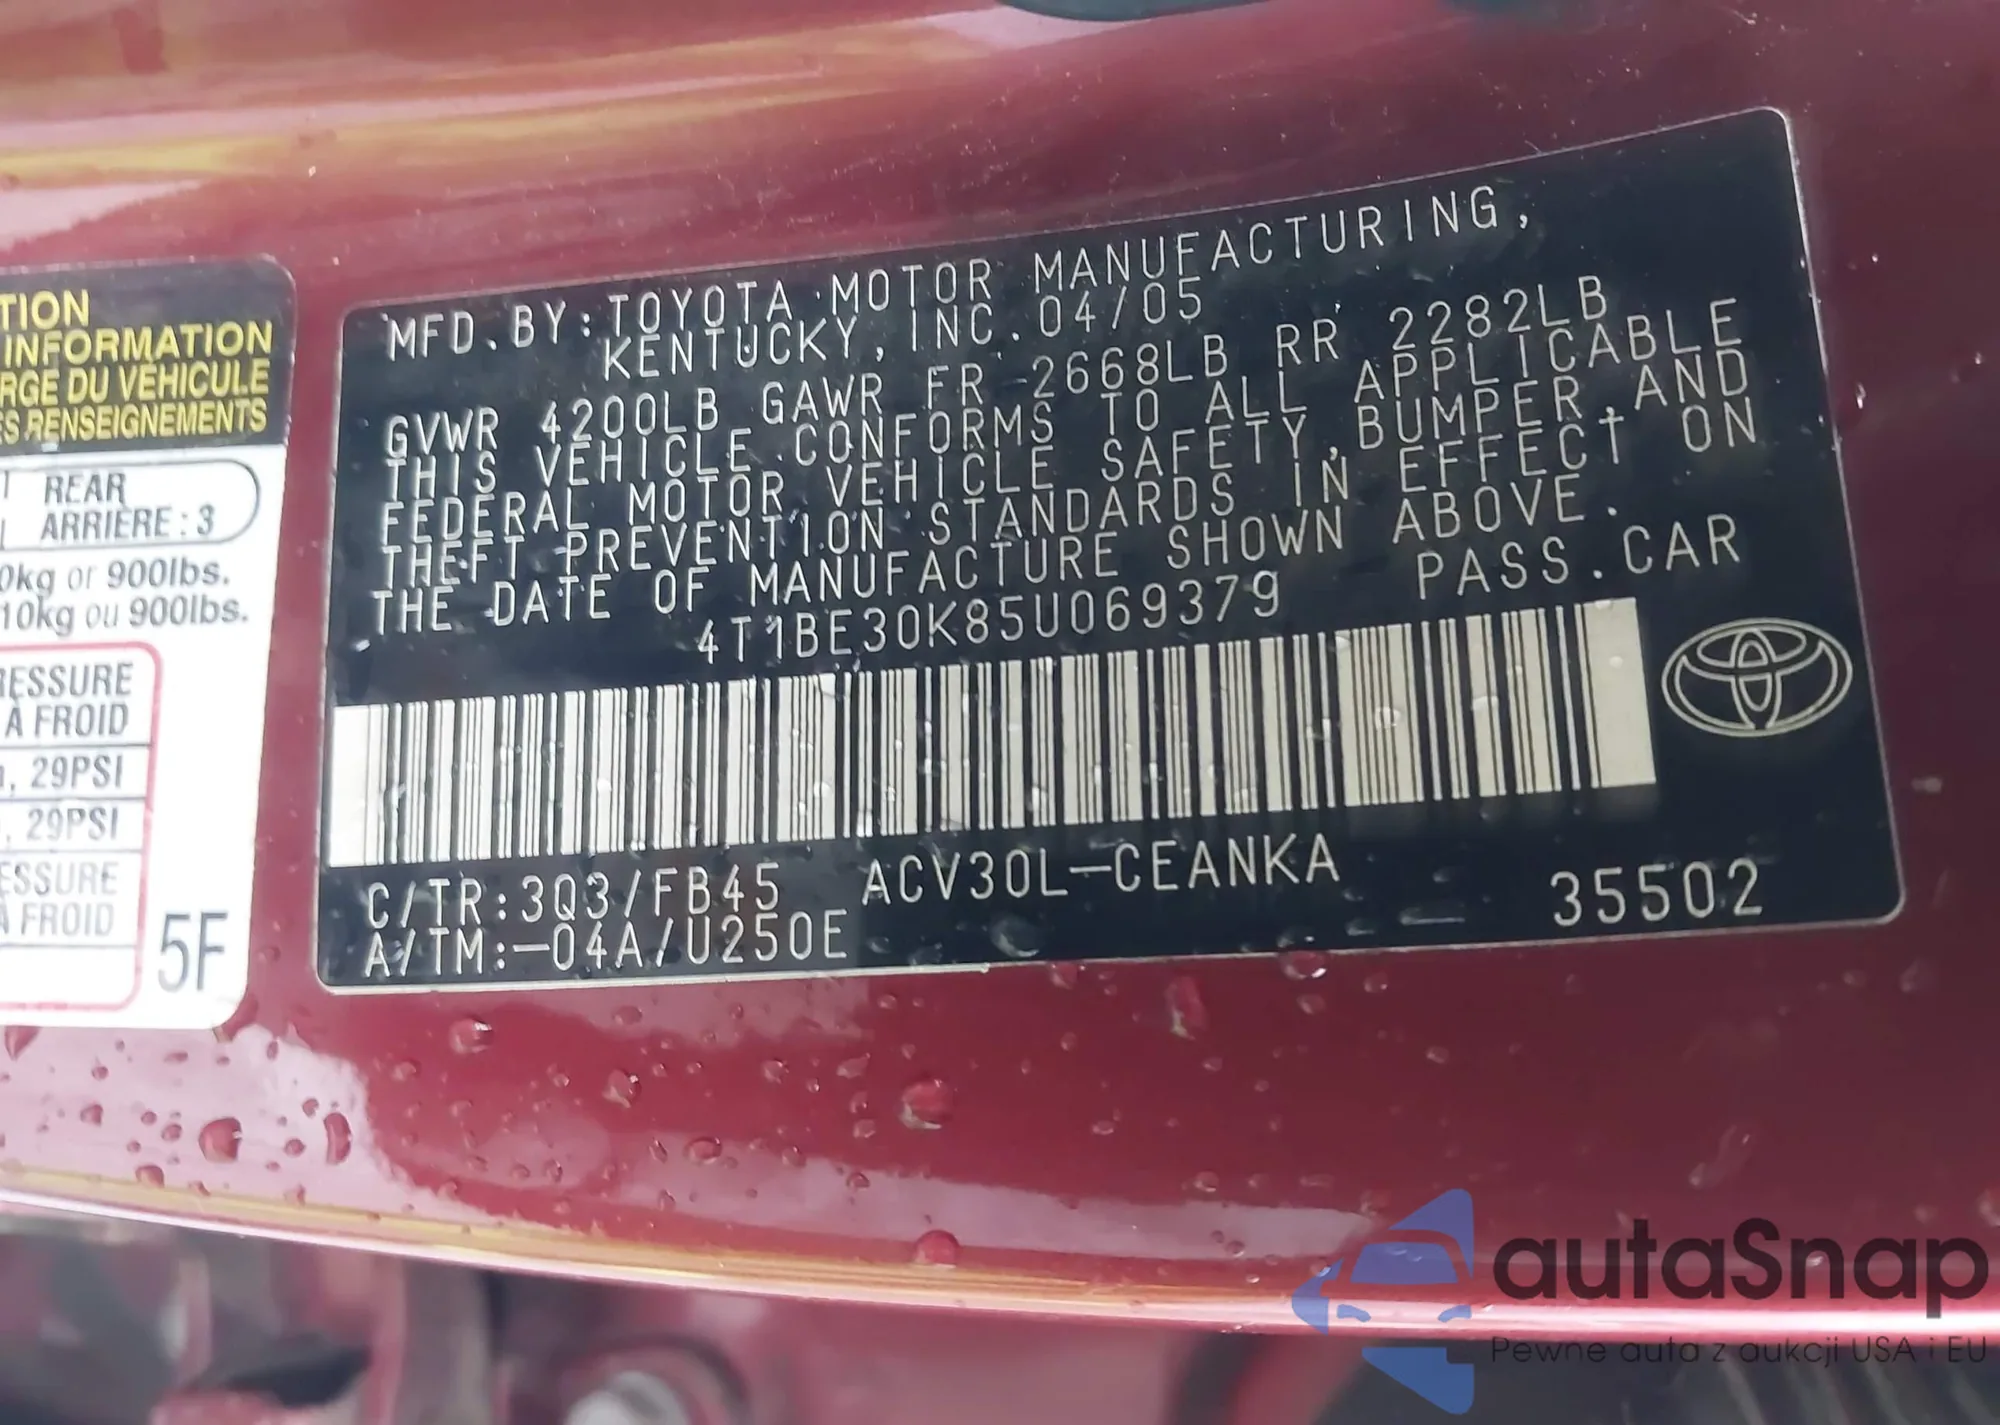 TION
INFORMATION
RGE DU VÉHICULE
ES RENSEIGNEMENTS
REAR
ARRIÈRE : 3
0kg or 900lbs.
10kg ou 900lbs.
RESSURE
À FROID
, 29PSI
, 29PSI
ESSURE
À FROID
5F
MFD. BY: TOYOTA MOTOR MANUFACTURING,
KENTUCKY, INC. 04/05
GVWR 4200LB GAWR FR 2668LB RR 2282LB
THIS VEHICLE CONFORMS TO ALL APPLICABLE
FEDERAL MOTOR VEHICLE SAFETY, BUMPER, AND
THEFT PREVENTION STANDARDS IN EFFECT ON
THE DATE OF MANUFACTURE SHOWN ABOVE.
4T1BE30K85U069379 PASS. CAR
C/TR:3Q3/FB45 ACV30L-CEANKA
A/TM:-04A/U250E 35502
autaSnap
Pewne auta z aukcji USA i EU